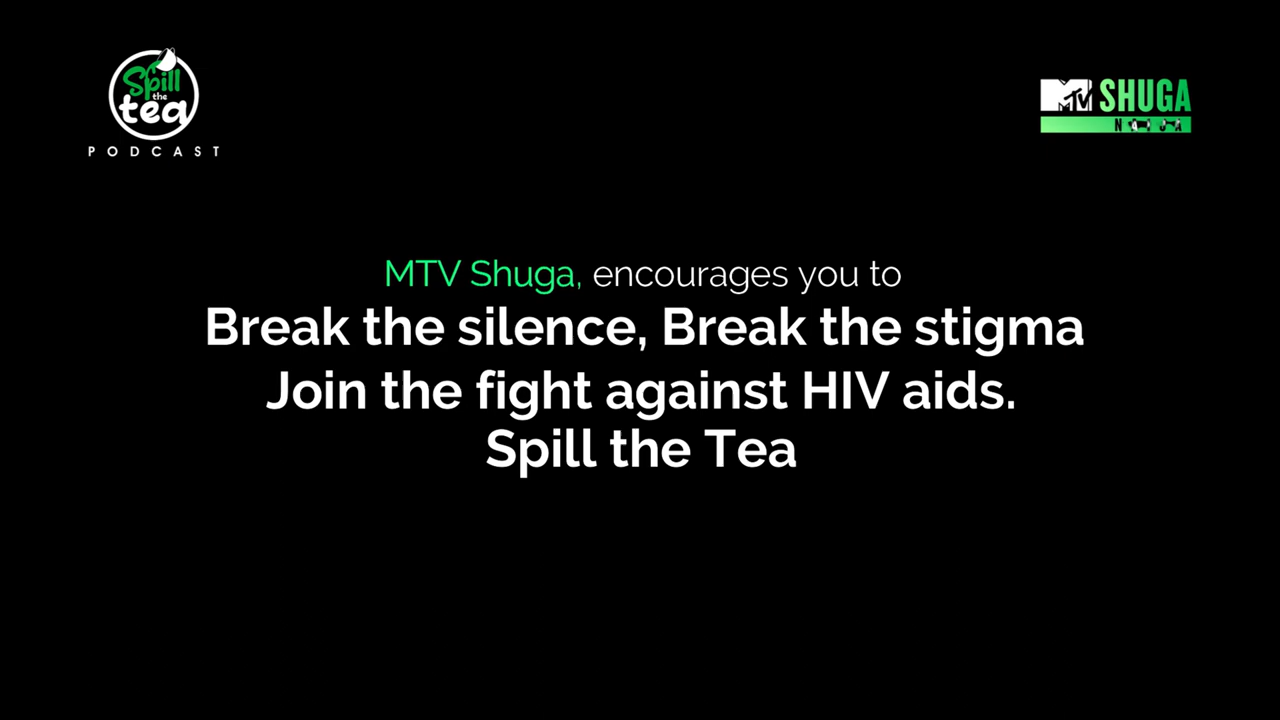 Spill
the
tea
PODCAST
MTV SHUGA
NAIJA
MTV Shuga, encourages you to
Break the silence, Break the stigma
Join the fight against HIV aids.
Spill the Tea